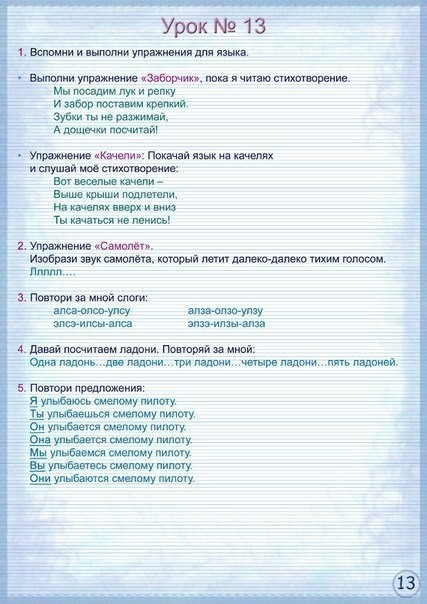 Урок № 13
1. Вспомни и выполни упражнения для языка.
• Выполни упражнение «Заборчик», пока я читаю стихотворение.
Мы посадим лук и репку
И забор поставим крепкий.
Зубки ты не разжимай,
А дощечки посчитай!
• Упражнение «Качели»: Покачай язык на качелях
и слушай моё стихотворение:
Вот веселые качели –
Выше крыши подлетели,
На качелях вверх и вниз
Ты качаться не ленись!
2. Упражнение «Самолёт».
Изобрази звук самолёта, который летит далеко-далеко тихим голосом.
Ллллл….
3. Повтори за мной слоги:
алса-олсо-улсу алза-олзо-улзу
элсэ-илсы-алса элзэ-илзы-алза
4. Давай посчитаем ладони. Повторяй за мной:
Одна ладонь…две ладони…три ладони…четыре ладони…пять ладоней.
5. Повтори предложения:
Я улыбаюсь смелому пилоту.
Ты улыбаешься смелому пилоту.
Он улыбается смелому пилоту.
Она улыбается смелому пилоту.
Мы улыбаемся смелому пилоту.
Вы улыбаетесь смелому пилоту.
Они улыбаются смелому пилоту.
13